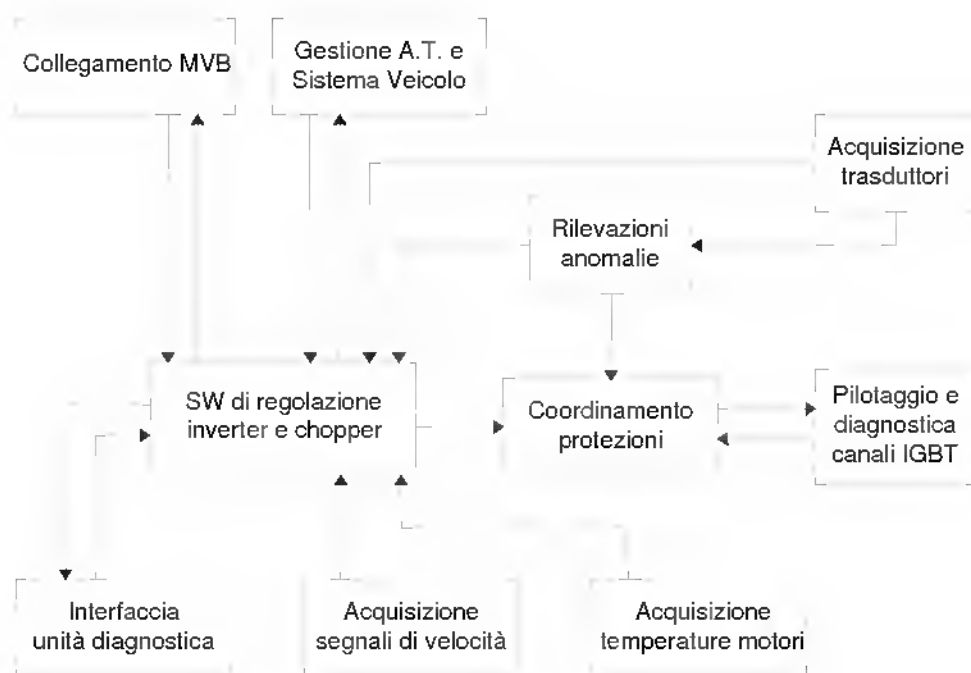 Collegamento MVB
Gestione A.T. e
Sistema Veicolo
Acquisizione
trasduttori
Rilevazioni
anomalie
SW di regolazione
inverter e chopper
Coordinamento
protezioni
Pilotaggio e
diagnostica
canali IGBT
Interfaccia
unità diagnostica
Acquisizione
segnali di velocità
Acquisizione
temperature motori